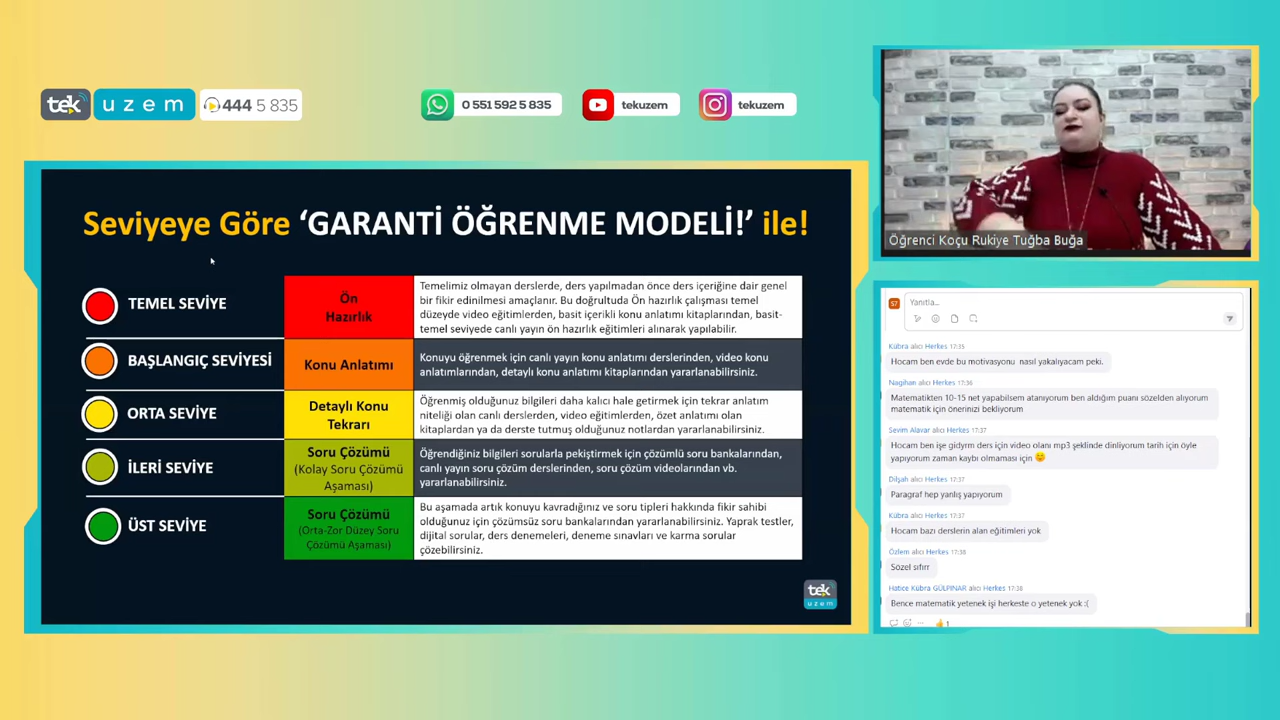 tek uzem 444 5 835
0 551 592 5 835
tekuzem
tekuzem
Seviyeye Göre ‘GARANTİ ÖĞRENME MODELİ!’ ile!
TEMEL SEVİYE
Ön
Hazırlık
Temelimiz olmayan derslerde, ders yapılmadan önce ders içeriğine dair genel
bir fikir edinilmesi amaçlanır. Bu doğrultuda Ön hazırlık çalışması temel
düzeyde video eğitimlerden, basit içerikli konu anlatımı kitaplarından, basit-
temel seviyede canlı yayın ön hazırlık eğitimleri alınarak yapılabilir.
BAŞLANGIÇ SEVİYESİ
Konu Anlatımı
Konuyu öğrenmek için canlı yayın konu anlatımı derslerinden, video konu
anlatımlarından, detaylı konu anlatımı kitaplarından yararlanabilirsiniz.
ORTA SEVİYE
Detaylı Konu
Tekrarı
Öğrenmiş olduğunuz bilgileri daha kalıcı hale getirmek için tekrar anlatım
niteliği olan canlı derslerden, video eğitimlerden, özet anlatımı olan
kitaplardan ya da derste tutmuş olduğunuz notlardan yararlanabilirsiniz.
İLERİ SEVİYE
Soru Çözümü
(Kolay Soru Çözümü
Aşaması)
Öğrendiğiniz bilgileri sorularla pekiştirmek için çözümlü soru bankalarından,
canlı yayın soru çözüm derslerinden, soru çözüm videolarından vb.
yararlanabilirsiniz.
ÜST SEVİYE
Soru Çözümü
(Orta-Zor Düzey Soru
Çözümü Aşaması)
Bu aşamada artık konuyu kavradığınız ve soru tipleri hakkında fikir sahibi
olduğunuz için çözümsüz soru bankalarından yararlanabilirsiniz. Yaprak testler,
dijital sorular, ders denemeleri, deneme sınavları ve karma sorular
çözebilirsiniz.
tek
uzem
Öğrenci Koçu Rukiye Tuğba Buğa
Yanıtla...
Kübra alıcı Herkes 17:35
Hocam ben evde bu motivasyonu nasıl yakalıyacam peki.
Nagihan alıcı Herkes 17:36
Matematikten 10-15 net yapabilsem atanıyorum ben aldığım puanı sözelden alıyorum
matematik için önerinizi bekliyorum
Sevim Alavar alıcı Herkes 17:37
Hocam ben işe gidyrm ders için video olanı mp3 şeklinde dinliyorum tarih için öyle
yapıyorum zaman kaybı olmaması için 😊
Dilşah alıcı Herkes 17:37
Paragraf hep yanlış yapıyorum
Kübra alıcı Herkes 17:37
Hocam bazı derslerin alan eğitimleri yok
Özlem alıcı Herkes 17:38
Sözel sıfırr
Hatice Kübra GÜLPINAR alıcı Herkes 17:38
Bence matematik yetenek işi herkeste o yetenek yok :(
👍1